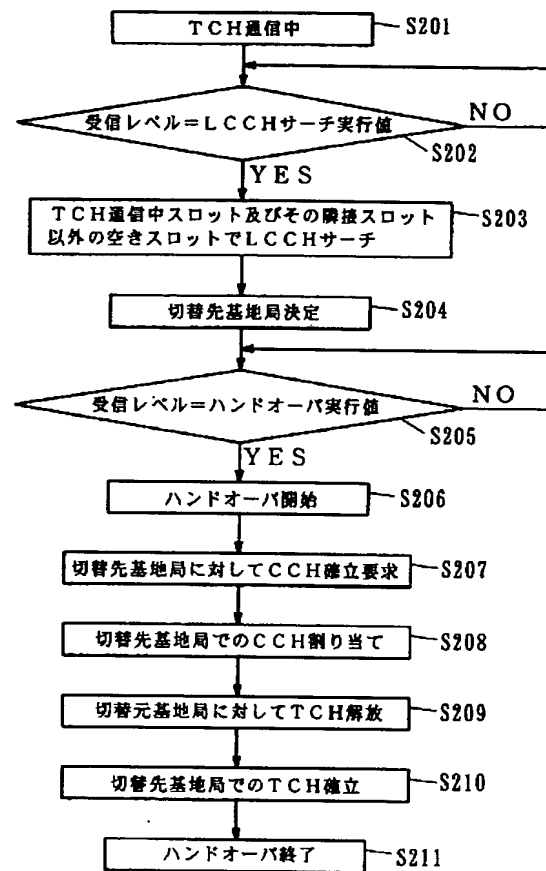 TCH通信中 S201
受信レベル=LCCHサーチ実行値 NO
S202
YES
TCH通信中スロット及びその隣接スロット
以外の空きスロットでLCCHサーチ S203
切替先基地局決定 S204
受信レベル=ハンドオーバ実行値 NO
S205
YES
ハンドオーバ開始 S206
切替先基地局に対してCCH確立要求 S207
切替先基地局でのCCH割り当て S208
切替元基地局に対してTCH解放 S209
切替先基地局でのTCH確立 S210
ハンドオーバ終了 S211